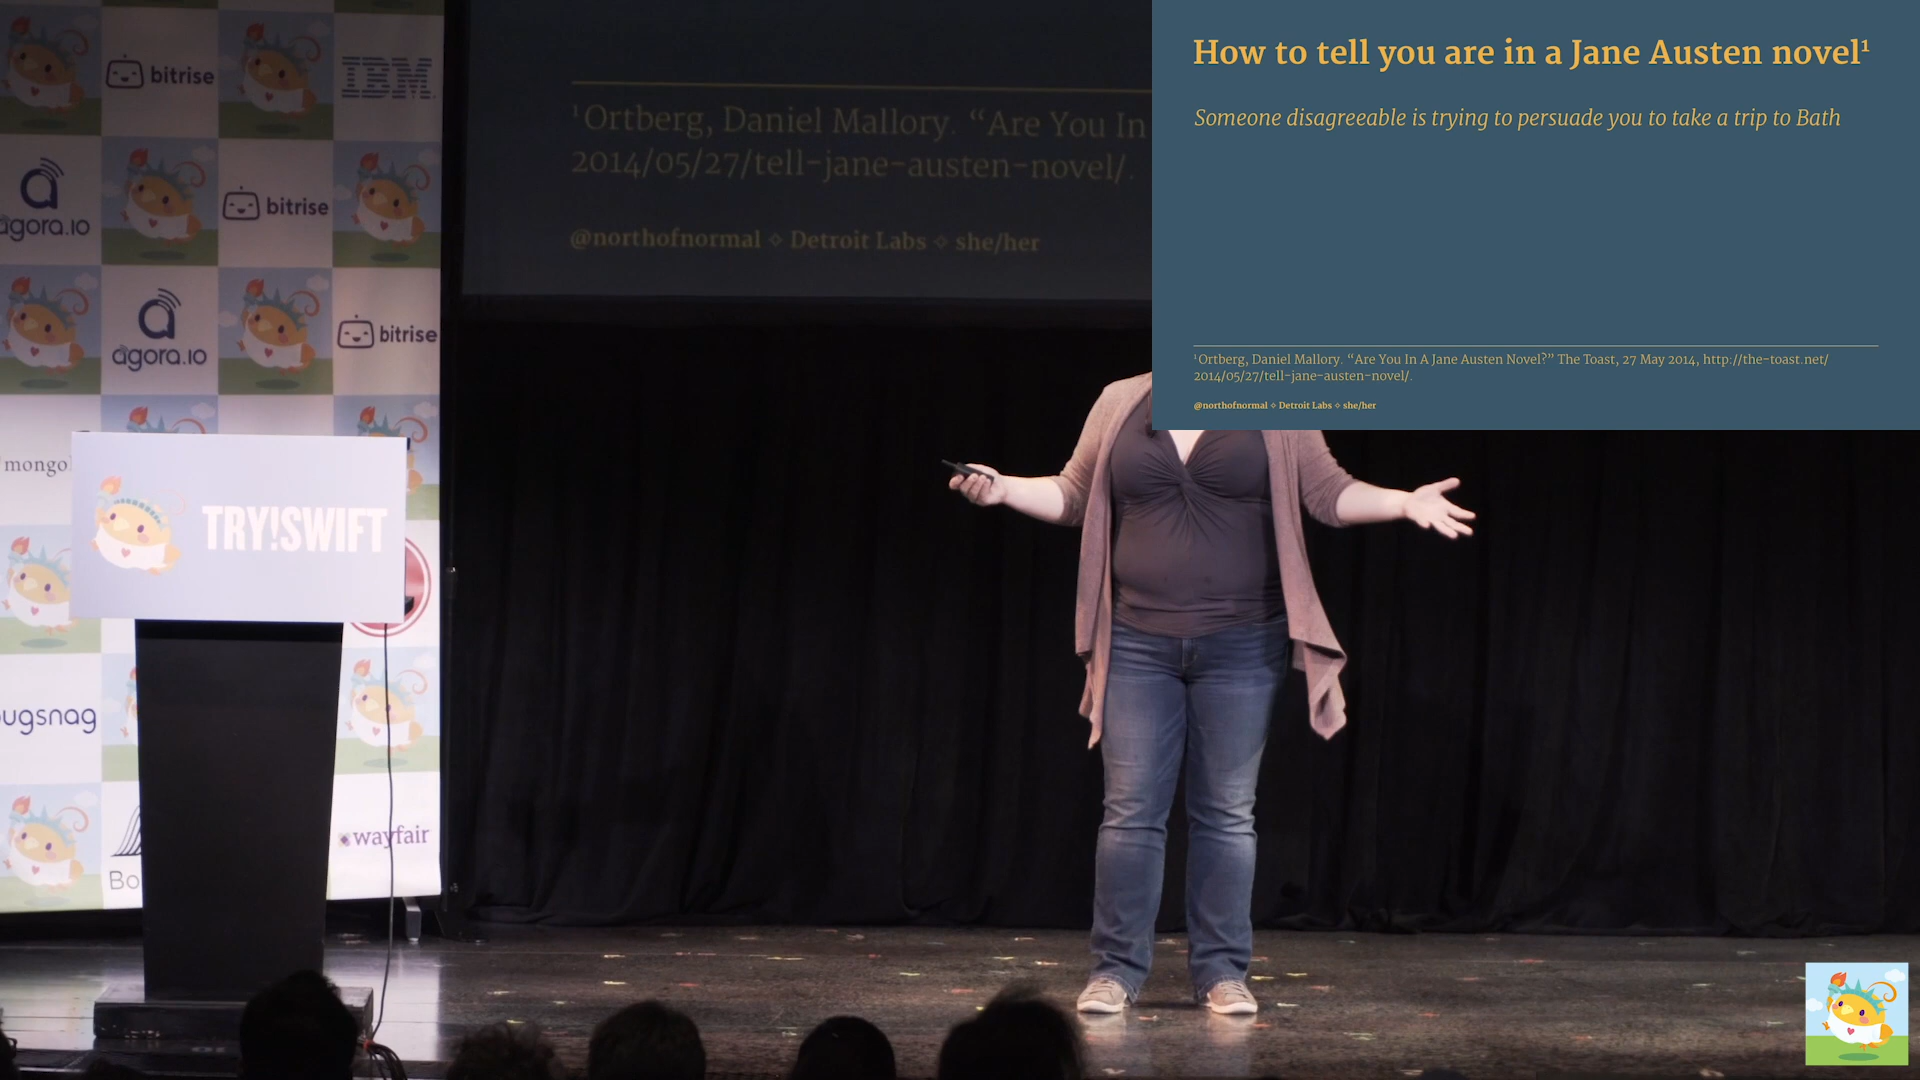 bitrise
IBM
agora.io
bitrise
agora.io
bitrise
TRY!SWIFT
wayfair
¹Ortberg, Daniel Mallory. “Are You In
2014/05/27/tell-jane-austen-novel/.
@northofnormal ⟡ Detroit Labs ⟡ she/her
How to tell you are in a Jane Austen novel¹
Someone disagreeable is trying to persuade you to take a trip to Bath
¹Ortberg, Daniel Mallory. “Are You In A Jane Austen Novel?” The Toast, 27 May 2014, http://the-toast.net/
2014/05/27/tell-jane-austen-novel/.
@northofnormal ⟡ Detroit Labs ⟡ she/her